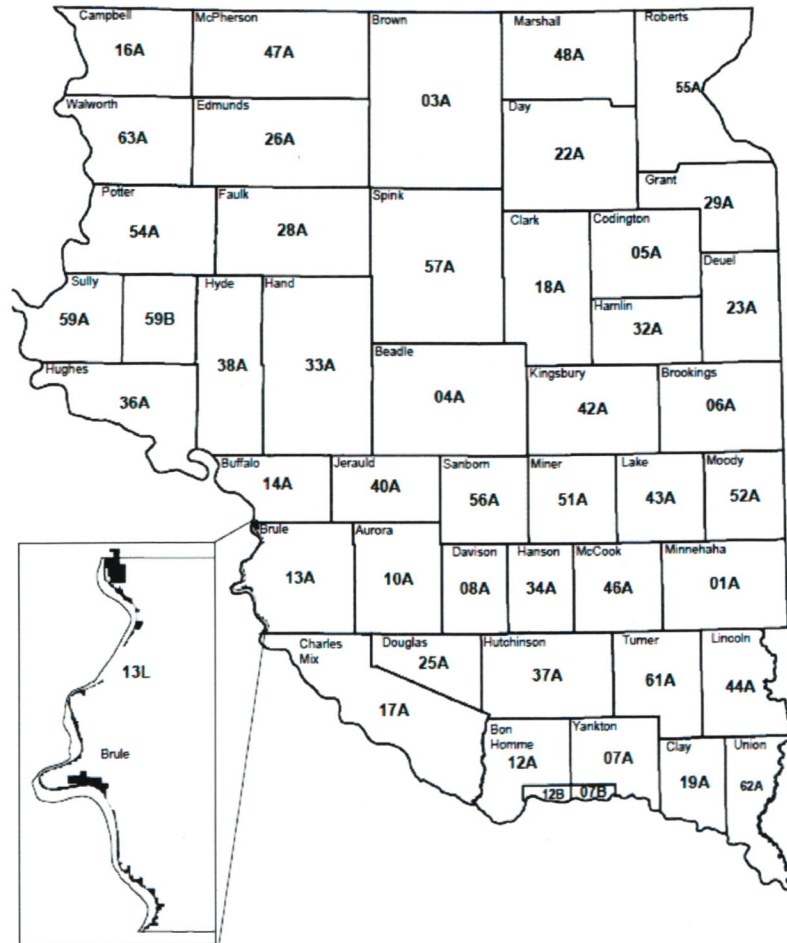 Campbell
16A
McPherson
47A
Brown
03A
Marshall
48A
Roberts
55A
Walworth
63A
Edmunds
26A
Day
22A
Grant
29A
Potter
54A
Faulk
28A
Spink
57A
Clark
18A
Codington
05A
Deuel
23A
Sully
59A
59B
Hyde
38A
Hand
33A
Hamlin
32A
Hughes
36A
Beadle
04A
Kingsbury
42A
Brookings
06A
Buffalo
14A
Jerauld
40A
Sanborn
56A
Miner
51A
Lake
43A
Moody
52A
Brule
13A
Aurora
10A
Davison
08A
Hanson
34A
McCook
46A
Minnehaha
01A
Charles
Mix
17A
Douglas
25A
Hutchinson
37A
Turner
61A
Lincoln
44A
Bon
Homme
12A
Yankton
07A
Clay
19A
Union
62A
12B
07B
13L
Brule